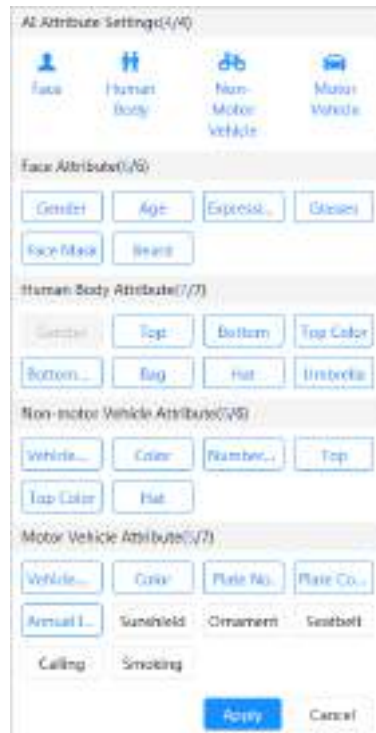 AI Attribute Settings(4/4)
Face Human Body Non-Motor Vehicle Motor Vehicle
Face Attribute(6/6)
Gender Age Expressi... Glasses
Face Mask Beard
Human Body Attribute(7/7)
Gender Top Bottom Top Color
Bottom... Bag Hat Umbrella
Non-motor Vehicle Attribute(6/6)
Vehicle... Color Number... Top
Top Color Hat
Motor Vehicle Attribute(5/7)
Vehicle... Color Plate No. Plate Co...
Annual I... Sunshield Ornament Seatbelt
Calling Smoking
Apply Cancel